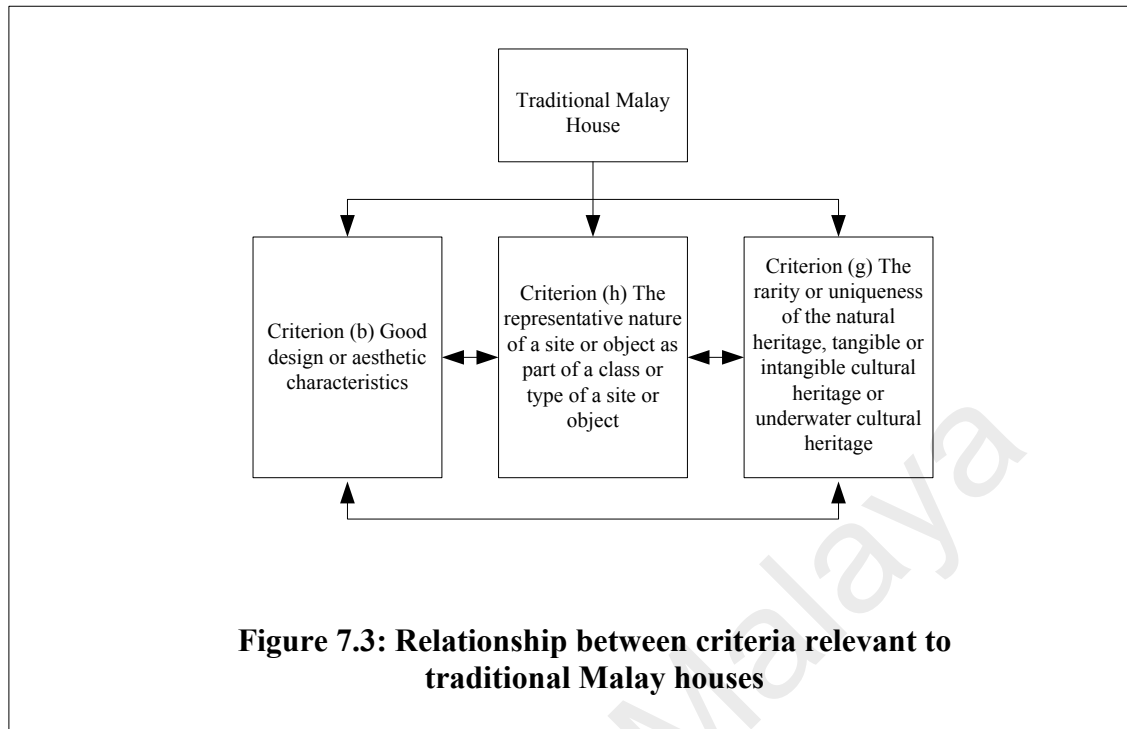 Traditional Malay
House
Criterion (b) Good
design or aesthetic
characteristics
Criterion (h) The
representative nature
of a site or object as
part of a class or
type of a site or
object
Criterion (g) The
rarity or uniqueness
of the natural
heritage, tangible or
intangible cultural
heritage or
underwater cultural
heritage
Malaya
Figure 7.3: Relationship between criteria relevant to
traditional Malay houses